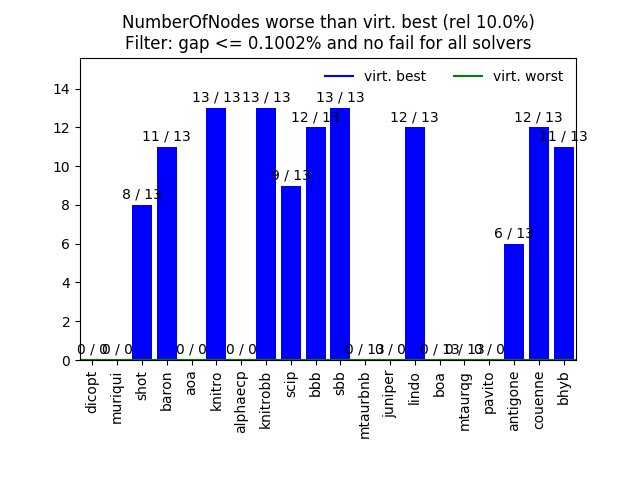 NumberOfNodes worse than virt. best (rel 10.0%)
Filter: gap <= 0.1002% and no fail for all solvers
virt. best
virt. worst
14
12
10
8
6
4
2
0
0 / 0
0 / 0
8 / 13
11 / 13
0 / 0
13 / 13
0 / 0
13 / 13
9 / 13
12 / 13
13 / 13
0 / 13
0 / 0
12 / 13
0 / 13
0 / 13
0 / 0
6 / 13
12 / 13
11 / 13
dicopt
muriqui
shot
baron
aoa
knitro
alphaecp
knitrobb
scip
bbb
sbb
mtaurbnb
juniper
lindo
boa
mtaurqg
pavito
antigone
couenne
bhyb